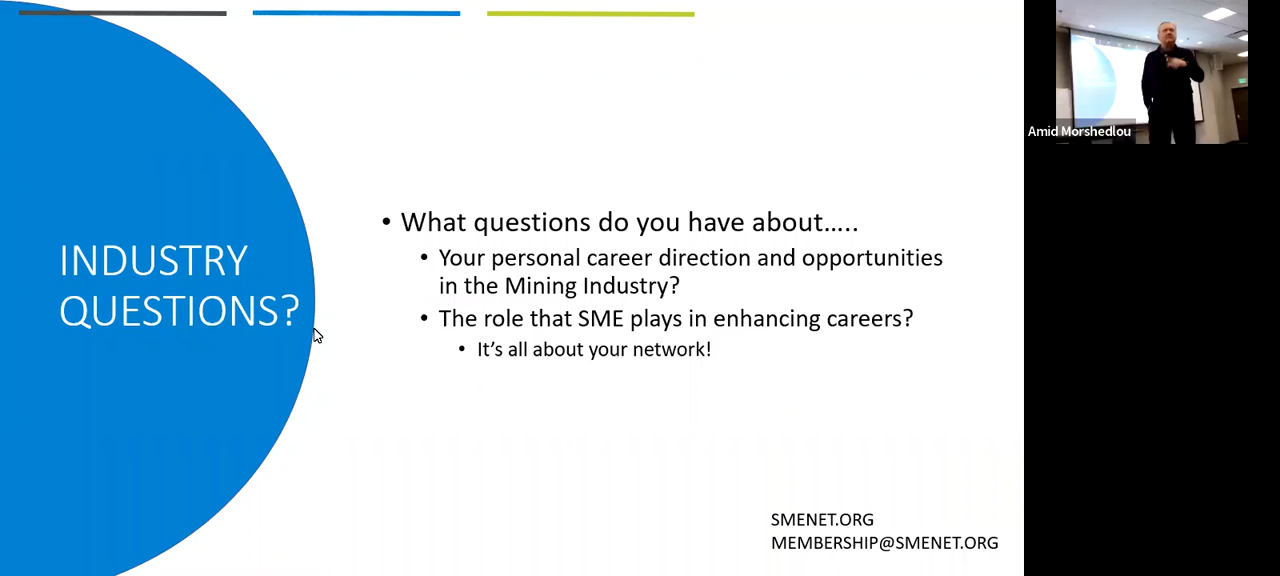 INDUSTRY
QUESTIONS?
• What questions do you have about.....
• Your personal career direction and opportunities
in the Mining Industry?
• The role that SME plays in enhancing careers?
• It’s all about your network!
SMENET.ORG
MEMBERSHIP@SMENET.ORG
Amid Morshedlou